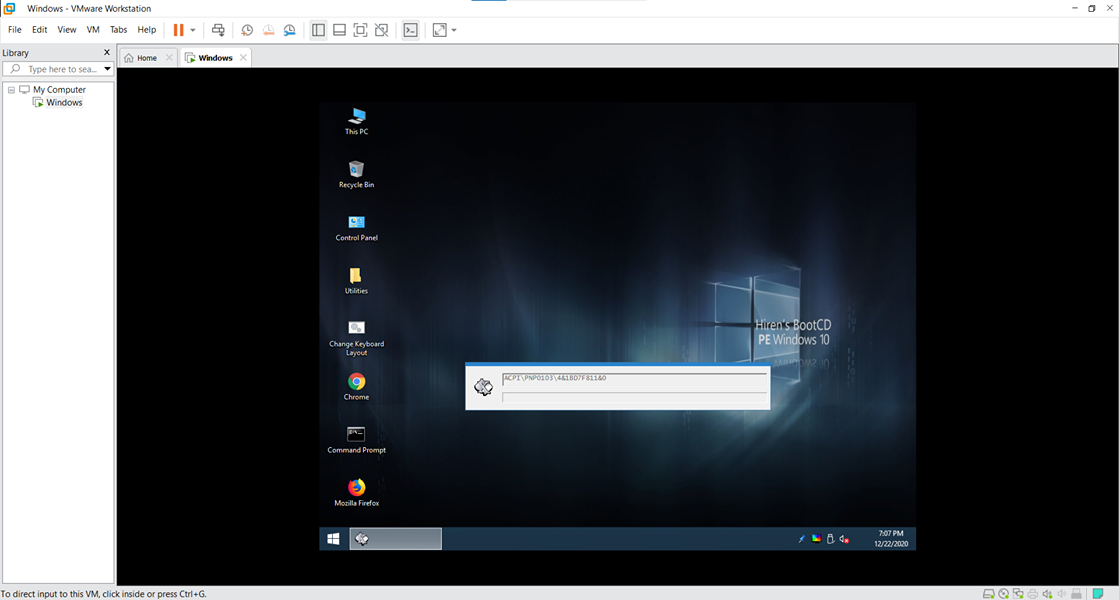 Windows - VMware Workstation
File Edit View VM Tabs Help
Library
Type here to sea...
My Computer
Windows
Home
Windows
This PC
Recycle Bin
Control Panel
Utilities
Change Keyboard
Layout
Chrome
Command Prompt
Mozilla Firefox
Hiren's BootCD
PE Windows 10
ACPI\PNP0103\4&1BD7F811&0
7:07 PM
12/22/2020
To direct input to this VM, click inside or press Ctrl+G.